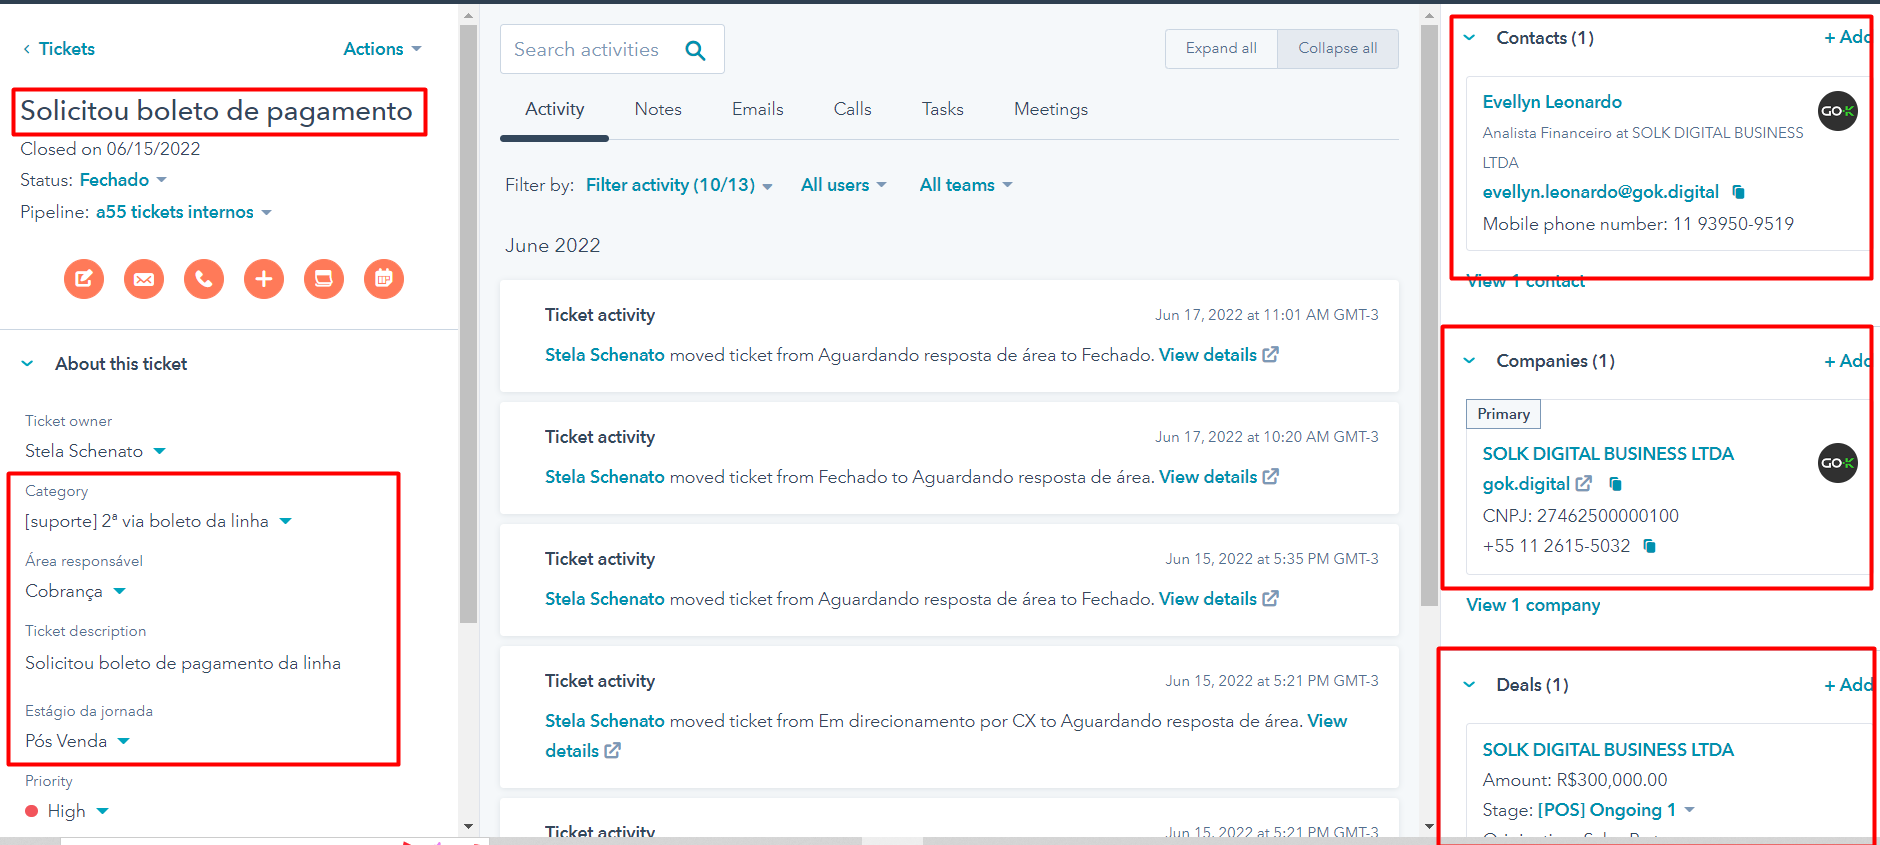 Tickets
Actions
Solicitou boleto de pagamento
Closed on 06/15/2022
Status: Fechado
Pipeline: a55 tickets internos
About this ticket
Ticket owner
Stela Schenato
Category
[suporte] 2ª via boleto da linha
Área responsável
Cobrança
Ticket description
Solicitou boleto de pagamento da linha
Estágio da jornada
Pós Venda
Priority
High
Search activities
Expand all
Collapse all
Activity
Notes
Emails
Calls
Tasks
Meetings
Filter by: Filter activity (10/13) All users All teams
June 2022
Ticket activity
Jun 17, 2022 at 11:01 AM GMT-3
Stela Schenato moved ticket from Aguardando resposta de área to Fechado. View details
Ticket activity
Jun 17, 2022 at 10:20 AM GMT-3
Stela Schenato moved ticket from Fechado to Aguardando resposta de área. View details
Ticket activity
Jun 15, 2022 at 5:35 PM GMT-3
Stela Schenato moved ticket from Aguardando resposta de área to Fechado. View details
Ticket activity
Jun 15, 2022 at 5:21 PM GMT-3
Stela Schenato moved ticket from Em direcionamento por CX to Aguardando resposta de área. View
details
Ticket activity
Jun 15, 2022 at 5:21 PM GMT-3
Contacts (1)
+ Add
Evellyn Leonardo
GOK
Analista Financeiro at SOLK DIGITAL BUSINESS
LTDA
evellyn.leonardo@gok.digital
Mobile phone number: 11 93950-9519
View 1 contact
Companies (1)
+ Add
Primary
SOLK DIGITAL BUSINESS LTDA
GOK
gok.digital
CNPJ: 27462500000100
+55 11 2615-5032
View 1 company
Deals (1)
+ Add
SOLK DIGITAL BUSINESS LTDA
Amount: R$300,000.00
Stage: [POS] Ongoing 1